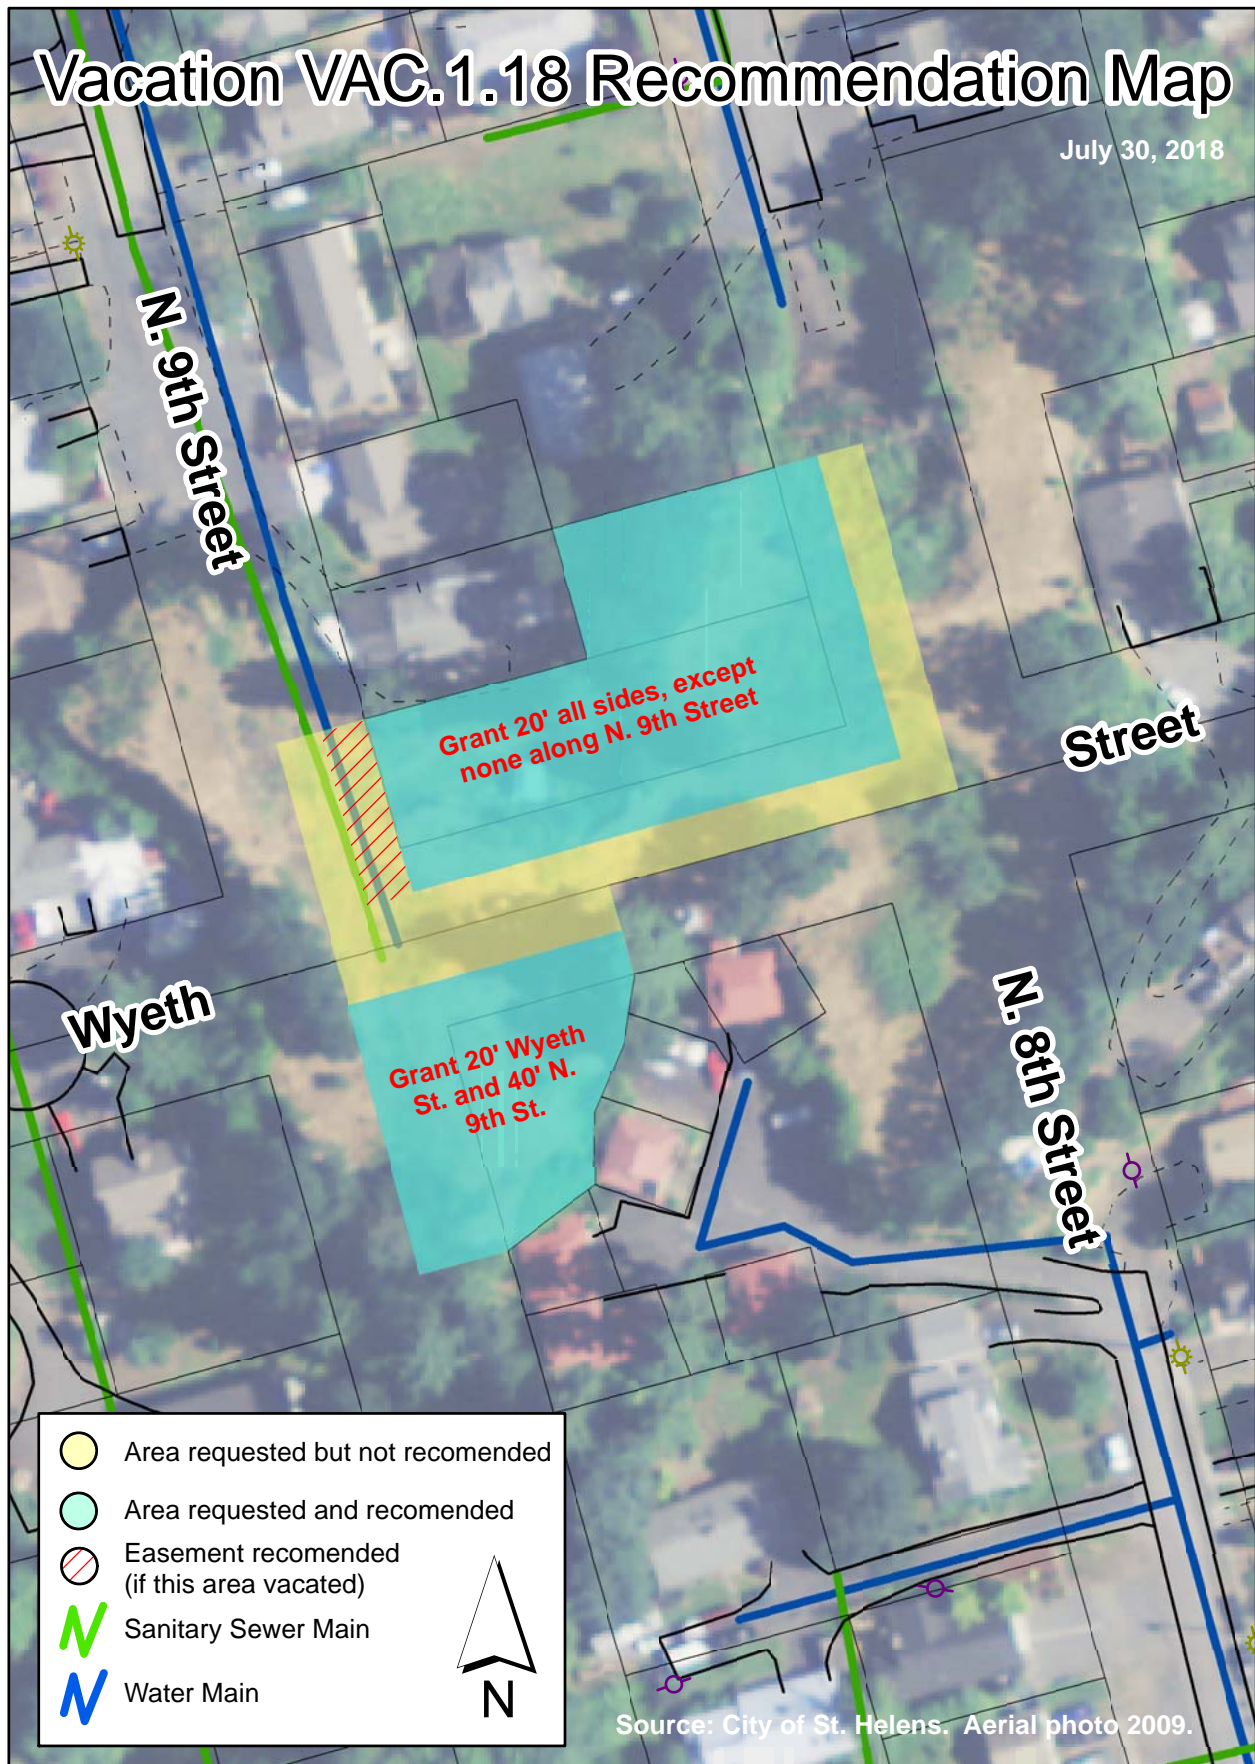 Vacation VAC.1.18 Recommendation Map
July 30, 2018
N. 9th Street
Grant 20' all sides, except
none along N. 9th Street
Street
Wyeth
Grant 20' Wyeth
St. and 40' N.
9th St.
N. 8th Street
Area requested but not recomended
Area requested and recomended
Easement recomended
(if this area vacated)
Sanitary Sewer Main
Water Main
N
Source: City of St. Helens. Aerial photo 2009.